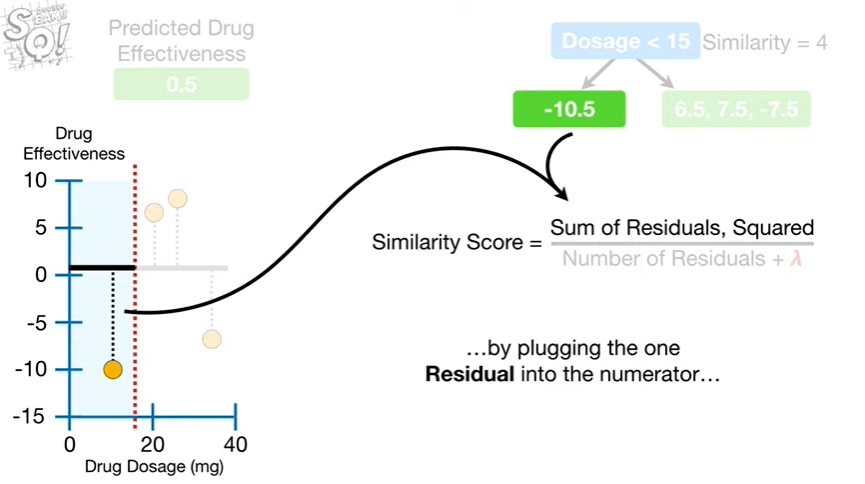 SQ!
Predicted Drug
Effectiveness
0.5
Dosage < 15 Similarity = 4
-10.5
6.5, 7.5, -7.5
Drug
Effectiveness
10
5
0
-5
-10
-15
0 20 40
Drug Dosage (mg)
Similarity Score = Sum of Residuals, Squared
Number of Residuals + λ
...by plugging the one
Residual into the numerator...